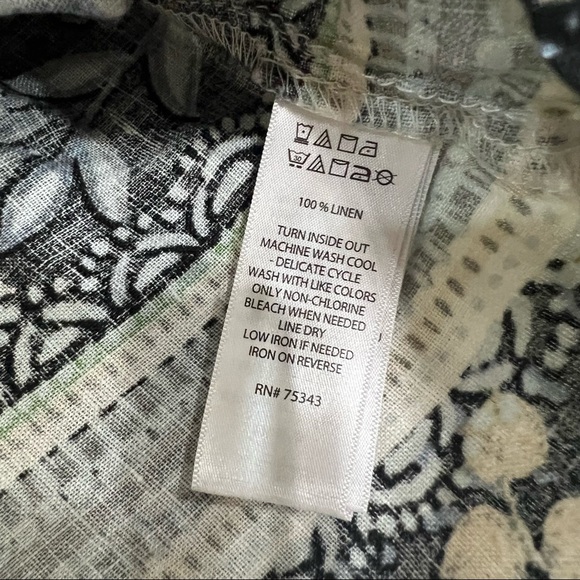 30
100 % LINEN
TURN INSIDE OUT
MACHINE WASH COOL
- DELICATE CYCLE
WASH WITH LIKE COLORS
ONLY NON-CHLORINE
BLEACH WHEN NEEDED
LINE DRY
LOW IRON IF NEEDED
IRON ON REVERSE
RN# 75343